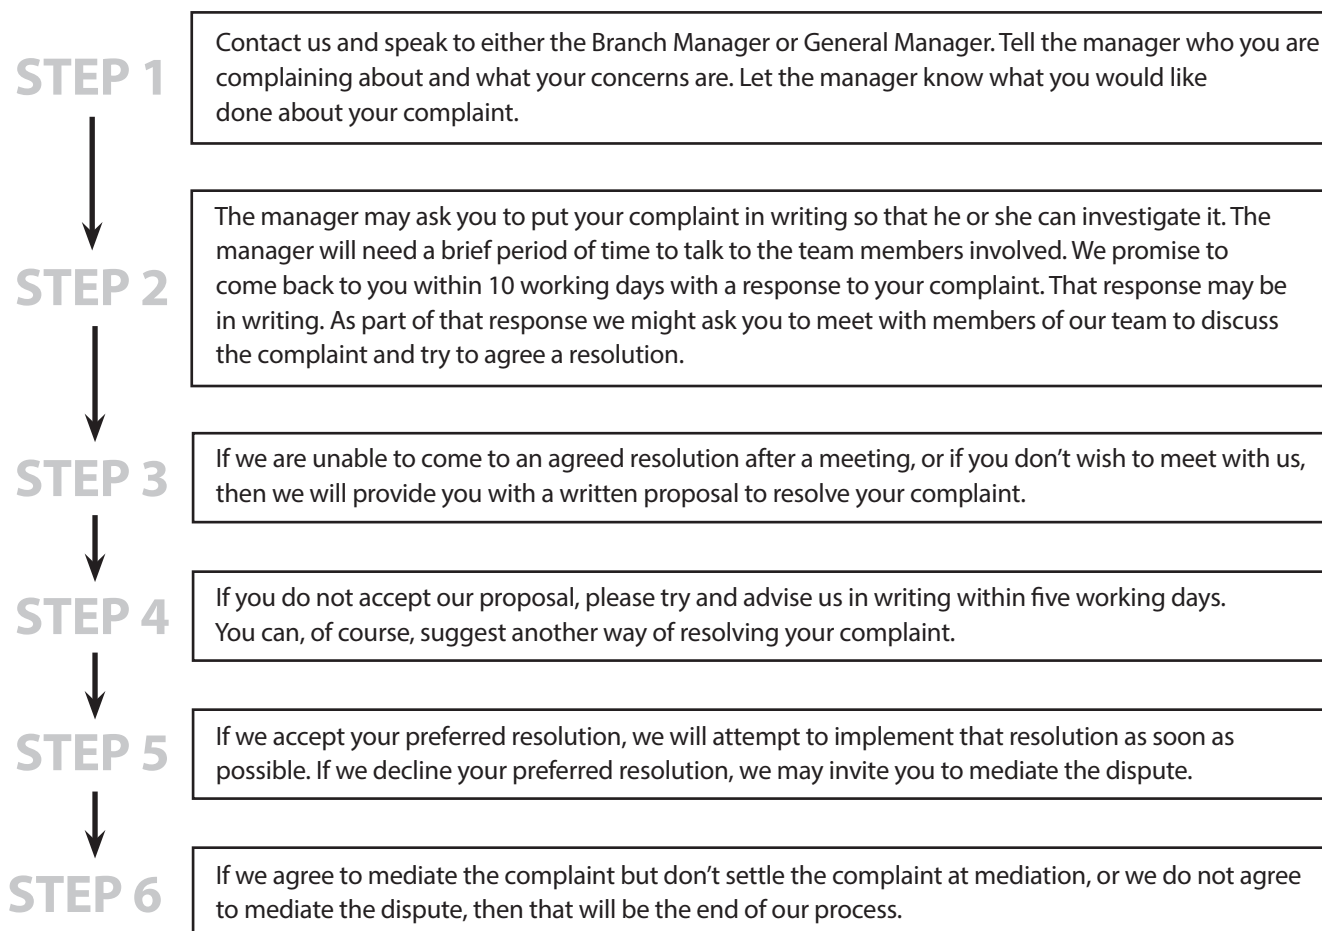 STEP 1
Contact us and speak to either the Branch Manager or General Manager. Tell the manager who you are
complaining about and what your concerns are. Let the manager know what you would like
done about your complaint.
STEP 2
The manager may ask you to put your complaint in writing so that he or she can investigate it. The
manager will need a brief period of time to talk to the team members involved. We promise to
come back to you within 10 working days with a response to your complaint. That response may be
in writing. As part of that response we might ask you to meet with members of our team to discuss
the complaint and try to agree a resolution.
STEP 3
If we are unable to come to an agreed resolution after a meeting, or if you don’t wish to meet with us,
then we will provide you with a written proposal to resolve your complaint.
STEP 4
If you do not accept our proposal, please try and advise us in writing within five working days.
You can, of course, suggest another way of resolving your complaint.
STEP 5
If we accept your preferred resolution, we will attempt to implement that resolution as soon as
possible. If we decline your preferred resolution, we may invite you to mediate the dispute.
STEP 6
If we agree to mediate the complaint but don’t settle the complaint at mediation, or we do not agree
to mediate the dispute, then that will be the end of our process.